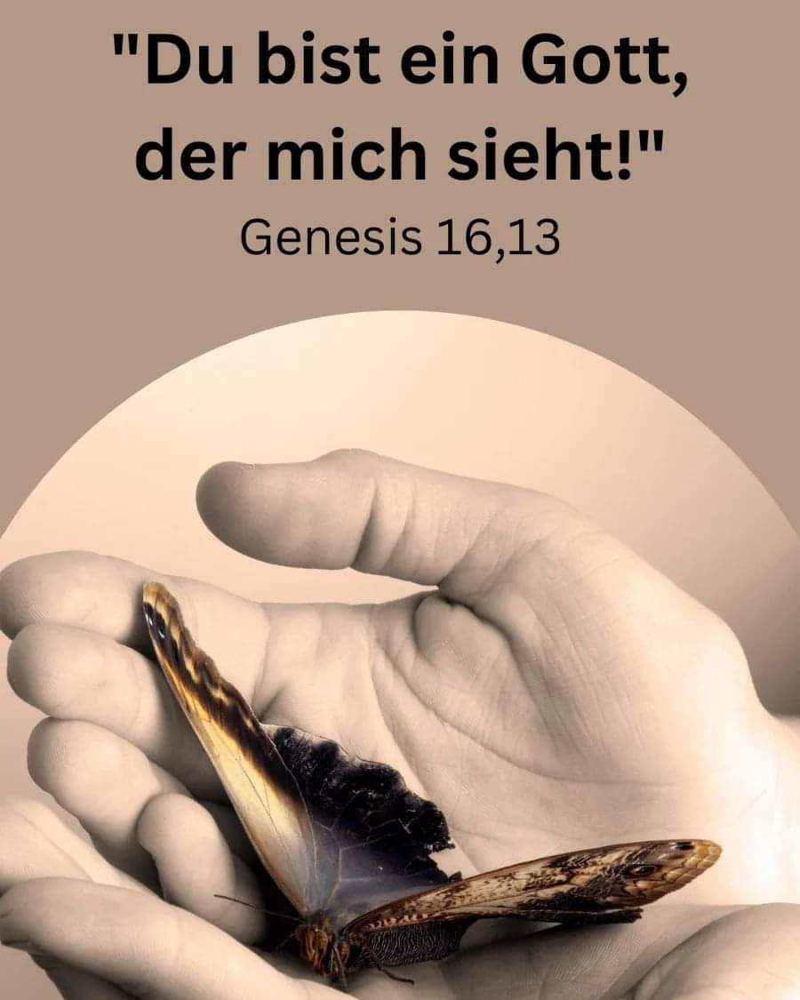 "Du bist ein Gott,
der mich sieht!"
Genesis 16,13